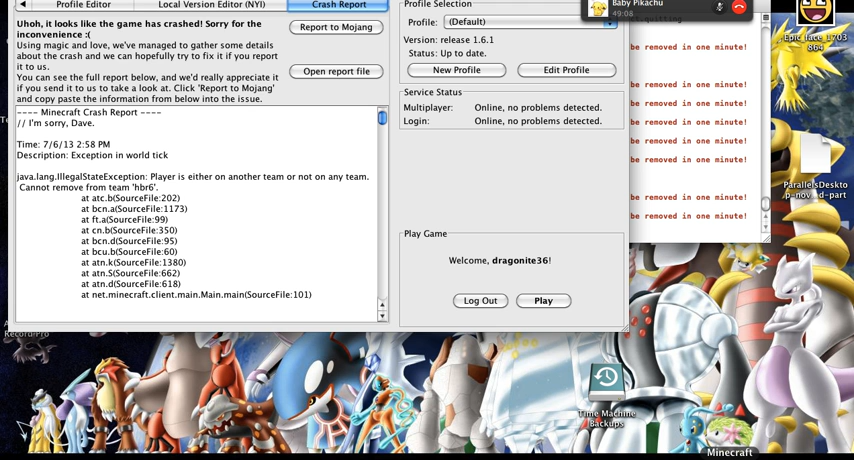 Profile Editor
Local Version Editor (NYI)
Crash Report
Uhoh, it looks like the game has crashed! Sorry for the
inconvenience :(
Using magic and love, we've managed to gather some details
about the crash and we can hopefully try to fix it if you report
it to us.
You can see the full report below, and we'd really appreciate it
if you send it to us to take a look at. Click 'Report to Mojang'
and copy paste the information from below into the issue.
Report to Mojang
Open report file
---- Minecraft Crash Report ----
// I'm sorry, Dave.
Time: 7/6/13 2:58 PM
Description: Exception in world tick
java.lang.IllegalStateException: Player is either on another team or not on any team.
Cannot remove from team 'hbr6'.
at atc.b(SourceFile:202)
at bcn.a(SourceFile:1173)
at ft.a(SourceFile:99)
at cn.b(SourceFile:350)
at bcn.d(SourceFile:95)
at bcu.b(SourceFile:60)
at atn.k(SourceFile:1380)
at atn.S(SourceFile:662)
at atn.d(SourceFile:618)
at net.minecraft.client.main.Main.main(SourceFile:101)
Profile Selection
Profile: (Default)
Version: release 1.6.1
Status: Up to date.
New Profile
Edit Profile
Service Status
Multiplayer: Online, no problems detected.
Login: Online, no problems detected.
Play Game
Welcome, dragonite36!
Log Out
Play
Baby Pikachu
49:08
be removed in one minute!
be removed in one minute!
be removed in one minute!
be removed in one minute!
be removed in one minute!
be removed in one minute!
be removed in one minute!
be removed in one minute!
Epic face 1703
864
ParallelsDeskto
Time Machine
Backups
Minecraft